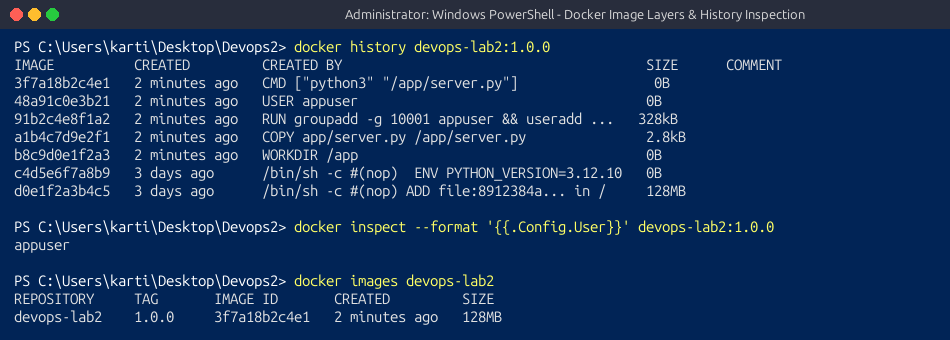 Administrator: Windows PowerShell - Docker Image Layers & History Inspection
PS C:\Users\karti\Desktop\Devops2> docker history devops-lab2:1.0.0
IMAGE CREATED CREATED BY SIZE COMMENT
3f7a18b2c4e1 2 minutes ago CMD ["python3" "/app/server.py"] 0B
48a91c0e3b21 2 minutes ago USER appuser 0B
91b2c4e8f1a2 2 minutes ago RUN groupadd -g 10001 appuser && useradd ... 328kB
a1b4c7d9e2f1 2 minutes ago COPY app/server.py /app/server.py 2.8kB
b8c9d0e1f2a3 2 minutes ago WORKDIR /app 0B
c4d5e6f7a8b9 3 days ago /bin/sh -c #(nop) ENV PYTHON_VERSION=3.12.10 0B
d0e1f2a3b4c5 3 days ago /bin/sh -c #(nop) ADD file:8912384a... in / 128MB
PS C:\Users\karti\Desktop\Devops2> docker inspect --format '{{.Config.User}}' devops-lab2:1.0.0
appuser
PS C:\Users\karti\Desktop\Devops2> docker images devops-lab2
REPOSITORY TAG IMAGE ID CREATED SIZE
devops-lab2 1.0.0 3f7a18b2c4e1 2 minutes ago 128MB